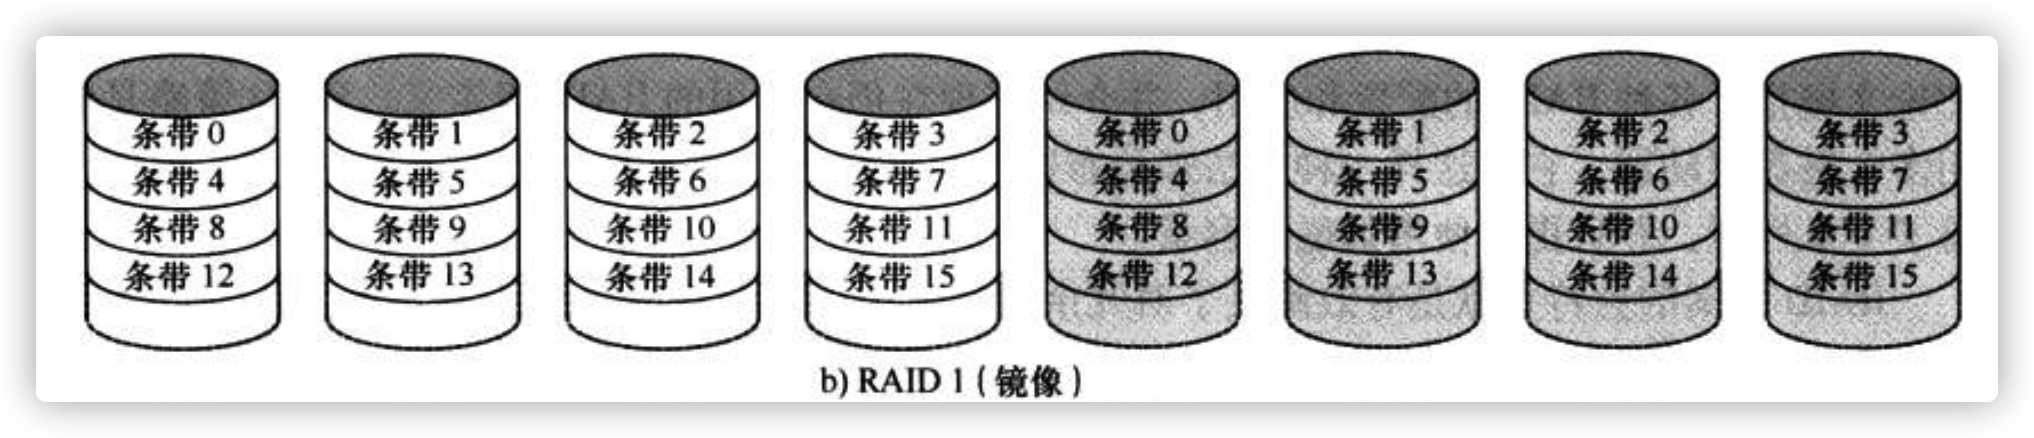 条带 0 条带 1 条带 2 条带 3 条带 0 条带 1 条带 2 条带 3
条带 4 条带 5 条带 6 条带 7 条带 4 条带 5 条带 6 条带 7
条带 8 条带 9 条带 10 条带 11 条带 8 条带 9 条带 10 条带 11
条带 12 条带 13 条带 14 条带 15 条带 12 条带 13 条带 14 条带 15
b) RAID 1 ( 镜像 )